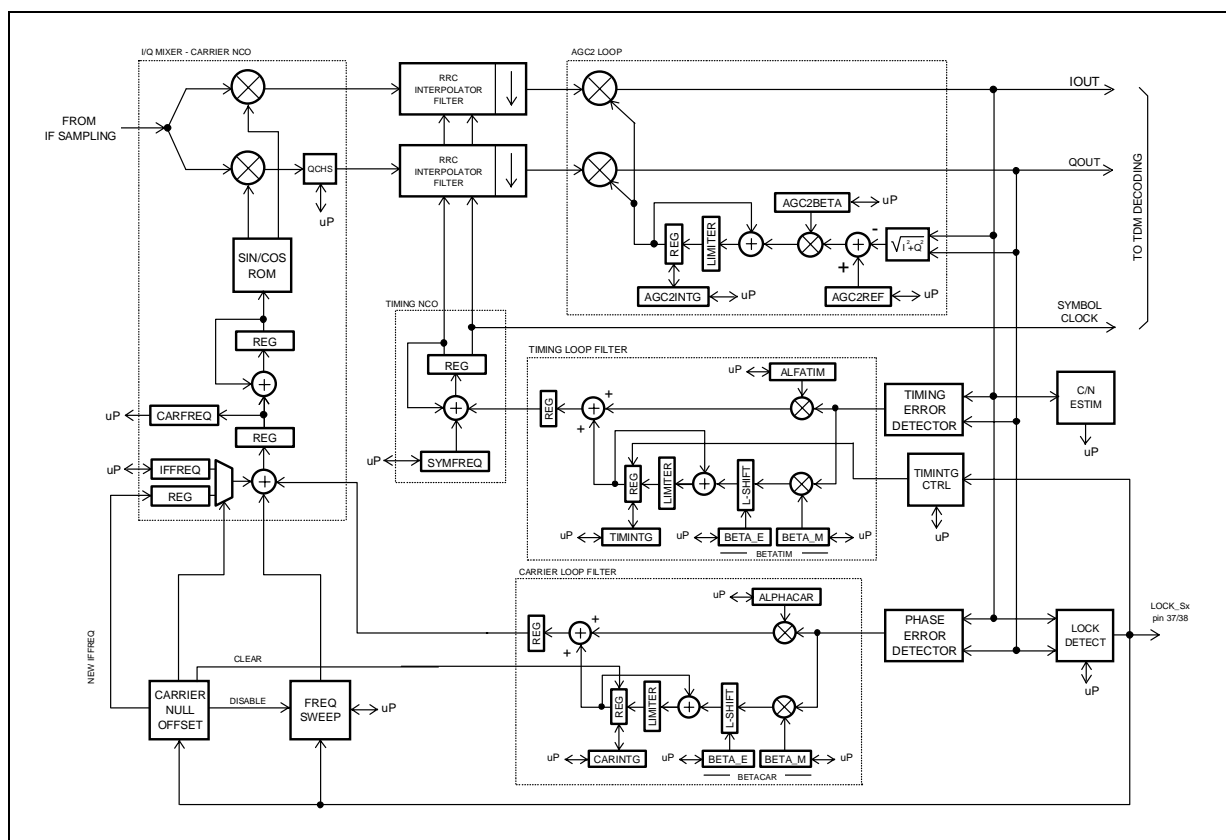 I/Q MIXER - CARRIER NCO
AGC2 LOOP
RRC
INTERPOLATOR
FILTER
IOUT
FROM
IF SAMPLING
QCHS
uP
RRC
INTERPOLATOR
FILTER
QOUT
TO TDM DECODING
AGC2BETA
uP
SIN/COS
ROM
REG
LIMITER
+
+
-
+
√I²+Q²
AGC2INTG
uP
AGC2REF
uP
TIMING NCO
SYMBOL
CLOCK
REG
+
REG
+
SYMFREQ
uP
TIMING LOOP FILTER
ALFATIM
uP
REG
+
+
+
TIMING
ERROR
DETECTOR
C/N
ESTIM
uP
uP
CARFREQ
REG
uP
IFFREQ
REG
+
REG
LIMITER
+
L-SHIFT
TIMINTG
CTRL
uP
uP
TIMINTG
uP
BETA_E
BETA_M
uP
BETATIM
CARRIER LOOP FILTER
uP
ALPHACAR
REG
+
+
+
PHASE
ERROR
DETECTOR
LOCK
DETECT
uP
LOCK_Sx
pin 37/38
NEW IFFREQ
CLEAR
CARRIER
NULL
OFFSET
DISABLE
FREQ
SWEEP
uP
REG
LIMITER
+
L-SHIFT
uP
CARINTG
uP
BETA_E
BETA_M
uP
BETACAR